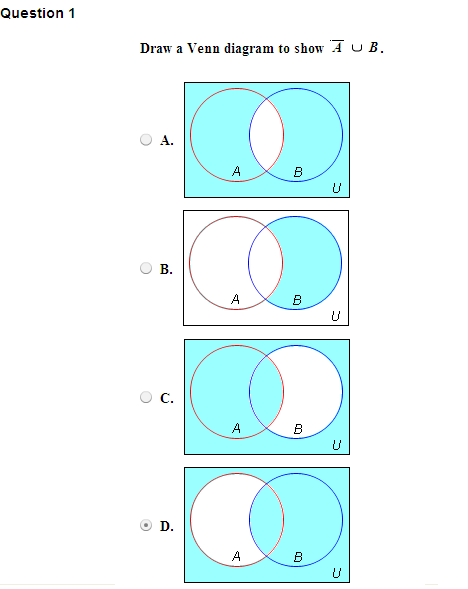 Question 1
Draw a Venn diagram to show A̅ ∪ B.
A.
A B
U
B.
A B
U
C.
A B
U
D.
A B
U